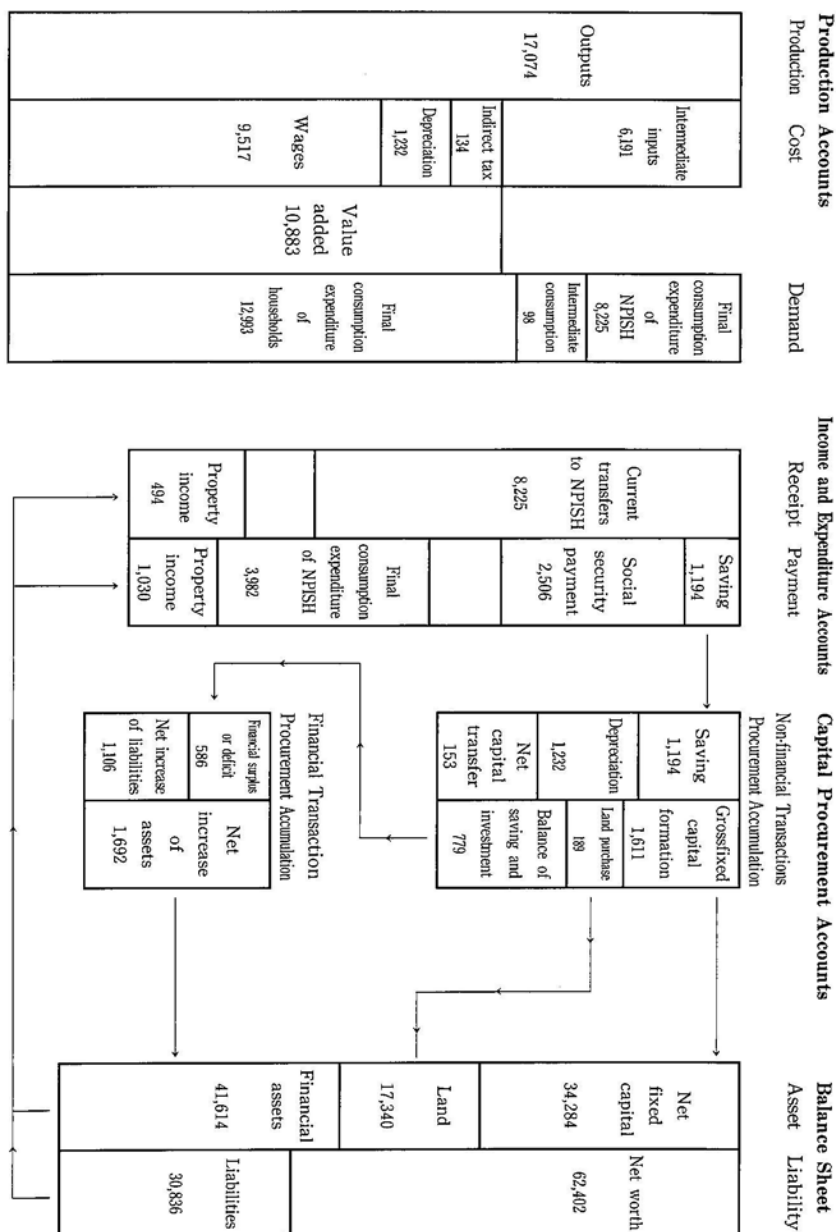 Production Accounts
Production
Cost
Demand
Outputs
17,074
Intermediate
inputs
6,191
Indirect tax
134
Depreciation
1,232
Wages
9,517
Value
added
10,883
Final
consumption
expenditure
of
NPISH
8,225
Intermediate
consumption
98
Final
consumption
expenditure
of
households
12,993
Income and Expenditure Accounts
Receipt
Payment
Current
transfers
to NPISH
8,225
Property
income
494
Saving
1,194
Social
security
payment
2,506
Final
consumption
expenditure
of NPISH
3,982
Property
income
1,030
Capital Procurement Accounts
Non-financial Transactions
Procurement Accumulation
Saving
1,194
Depreciation
1,232
Net
capital
transfer
153
Grossfixed
capital
formation
1,611
Land purchase
189
Balance of
saving and
investment
779
Financial Transaction
Procurement Accumulation
Financial surplus
or deficit
586
Net increase
of liabilities
1,106
Net
increase
of
assets
1,692
Balance Sheet
Asset
Liability
Net
fixed
capital
34,284
Land
17,340
Financial
assets
41,614
Net worth
62,402
Liabilities
30,836